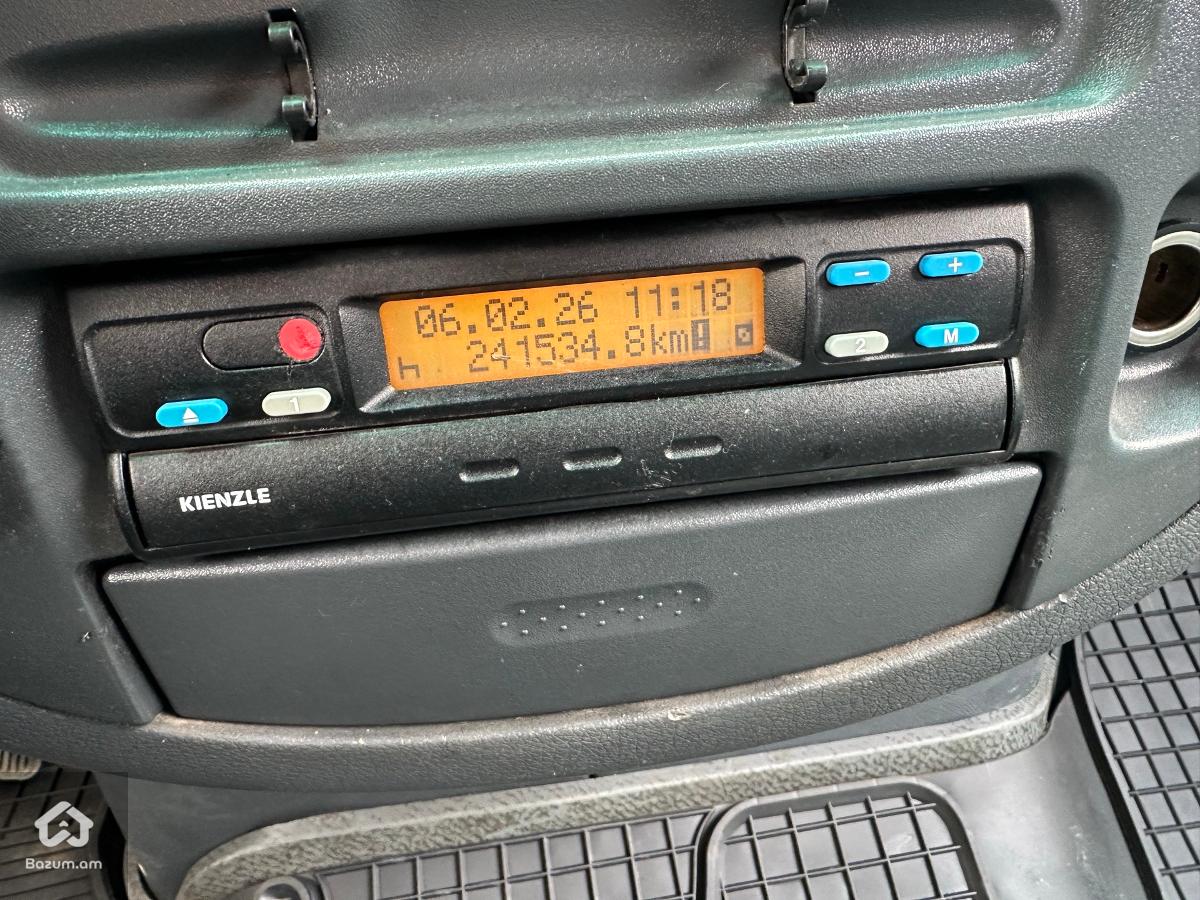 06.02.26 11:18
241534.8km!
1
2
- +
M
KIENZLE
Bazum.am